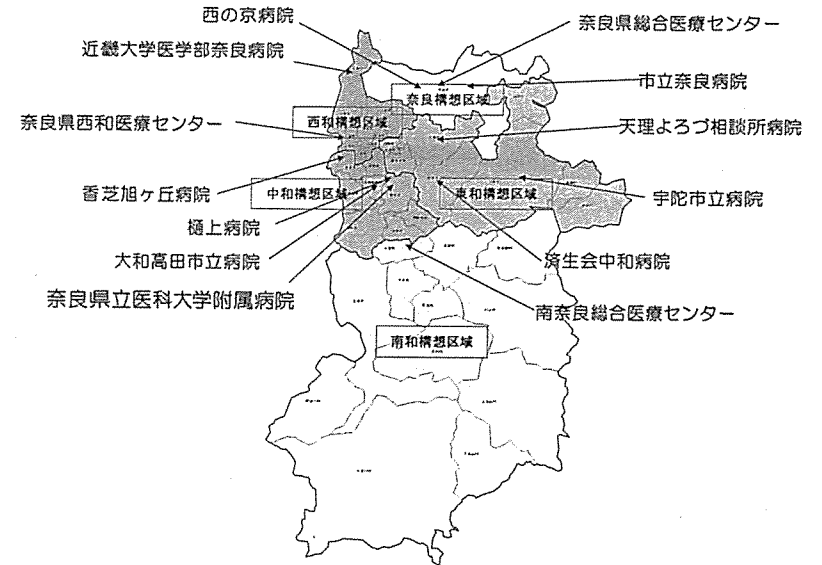 西の京病院
奈良県総合医療センター
近畿大学医学部奈良病院
市立奈良病院
奈良構想区域
西和構想区域
奈良県西和医療センター
天理よろづ相談所病院
香芝旭ヶ丘病院
中和構想区域
東和構想区域
宇陀市立病院
樋上病院
大和高田市立病院
済生会中和病院
奈良県立医科大学附属病院
南奈良総合医療センター
南和構想区域